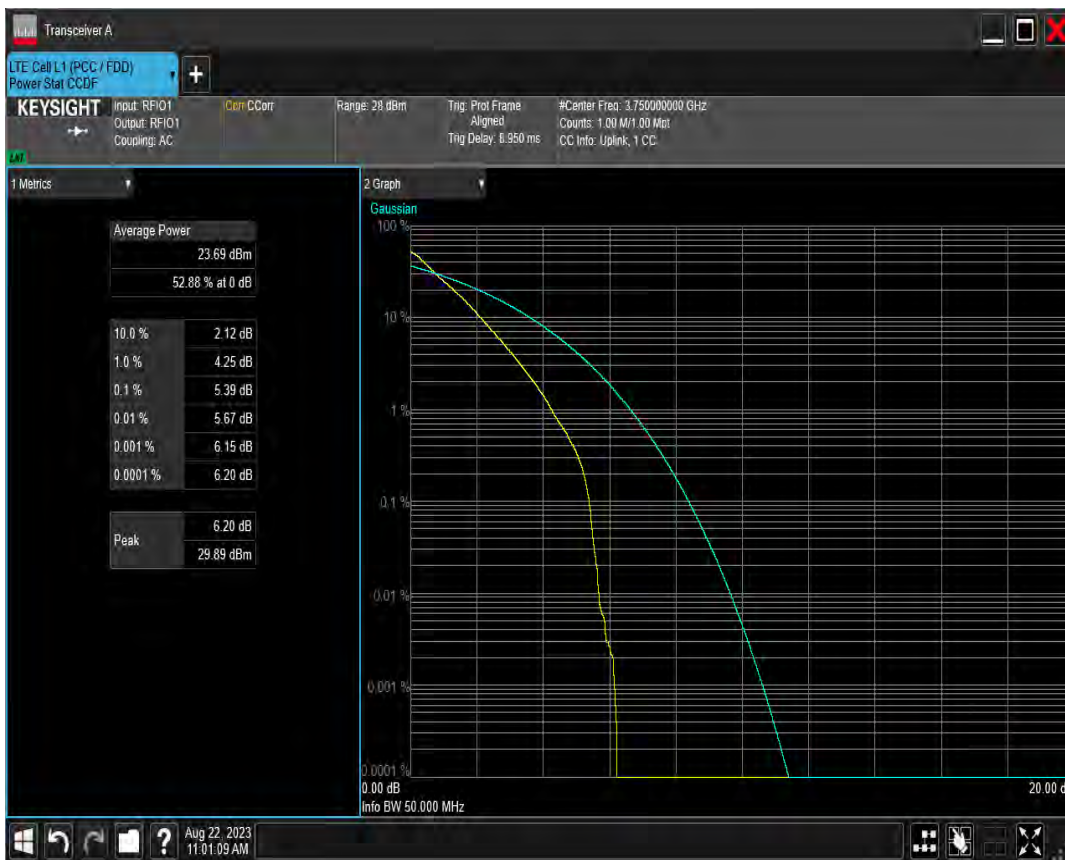 Transceiver A
LTE Cell L1 (PCC / FDD)
Power Stat CCDF
+
KEYSIGHT
Input: RFIO1
Output: RFIO1
Coupling: AC
Corr CCorr
Range: 28 dBm
Trig: Prot Frame
Aligned
Trig Delay: 8.950 ms
#Center Freq: 3.750000000 GHz
Counts: 1.00 M/1.00 Mpt
CC Info: Uplink, 1 CC
1 Metrics
Average Power
23.69 dBm
52.88 % at 0 dB
10.0 % 2.12 dB
1.0 % 4.25 dB
0.1 % 5.39 dB
0.01 % 5.67 dB
0.001 % 6.15 dB
0.0001 % 6.20 dB
Peak
6.20 dB
29.89 dBm
2 Graph
Gaussian
100 %
10 %
1 %
0.1 %
0.01 %
0.001 %
0.0001 %
0.00 dB
20.00 d
Info BW 50.000 MHz
?
Aug 22, 2023
11:01:09 AM